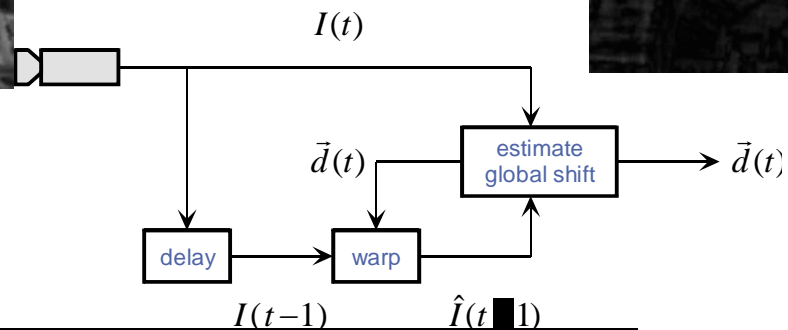 I(t)
estimate
global shift
d⃗(t)
d⃗(t)
delay
warp
I(t−1)
Î(t 1)